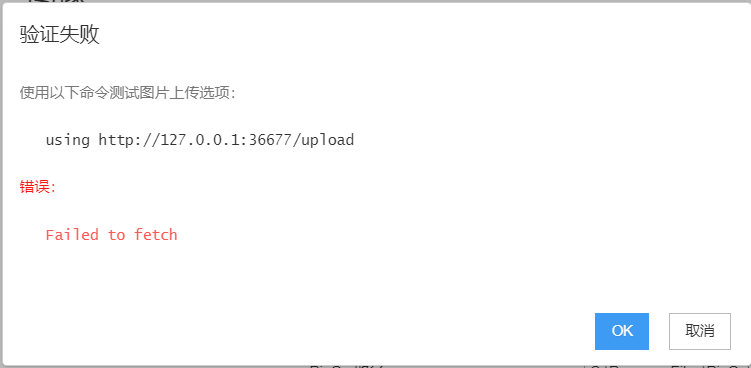 验证失败
使用以下命令测试图片上传选项:
using http://127.0.0.1:36677/upload
错误:
Failed to fetch
OK
取消